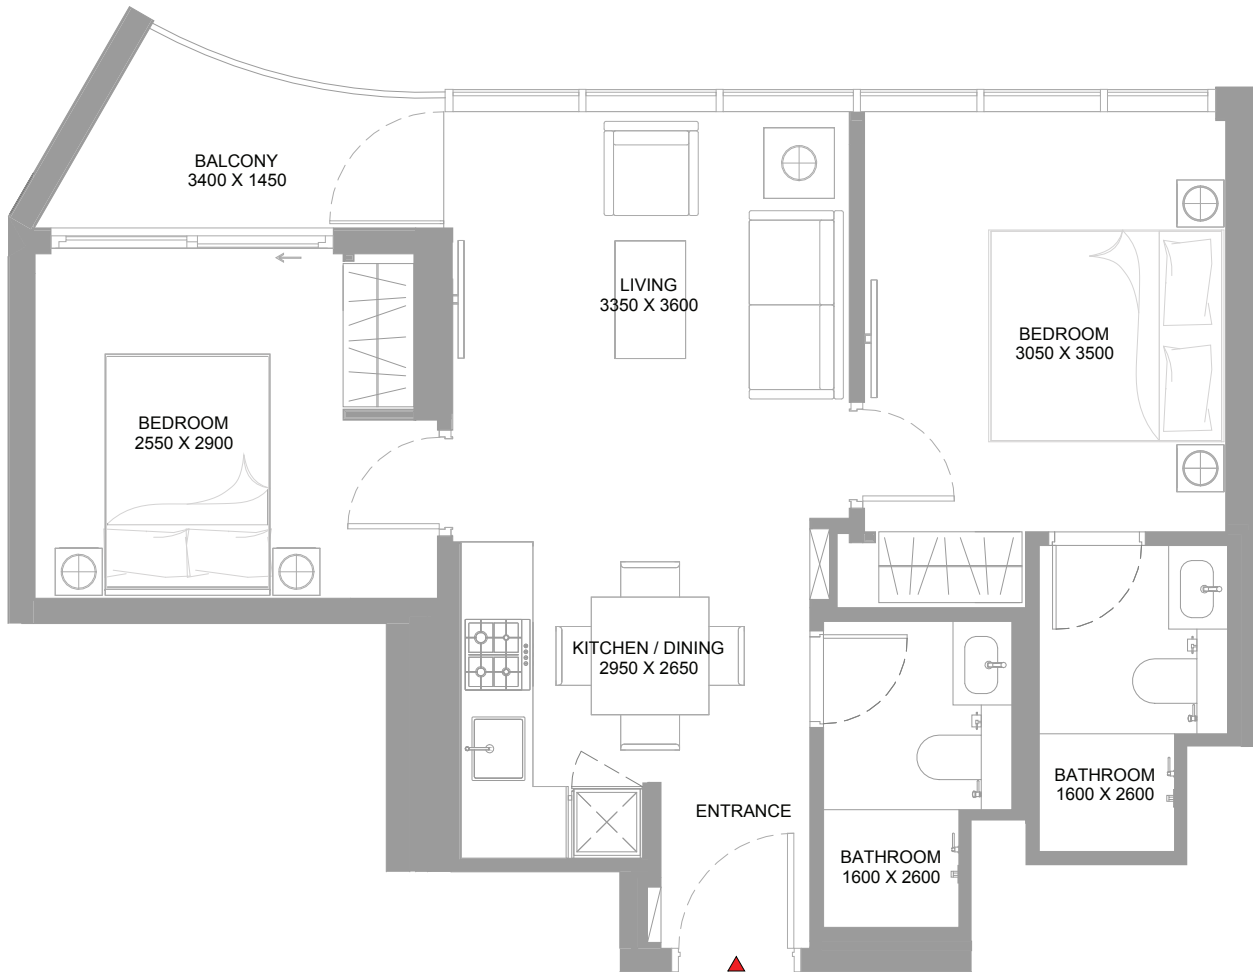 BALCONY
3400 X 1450
LIVING
3350 X 3600
BEDROOM
3050 X 3500
BEDROOM
2550 X 2900
KITCHEN / DINING
2950 X 2650
ENTRANCE
BATHROOM
1600 X 2600
BATHROOM
1600 X 2600